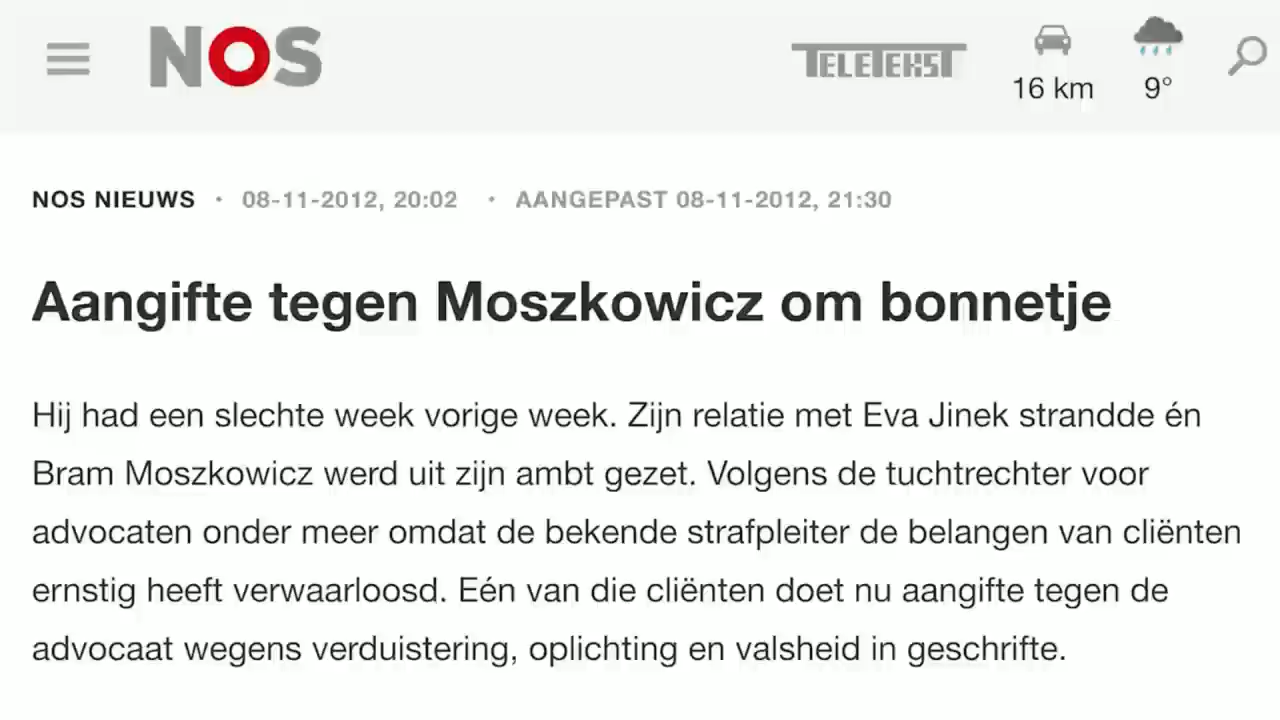 NOS
TELETEKST
16 km
9°
NOS NIEUWS • 08-11-2012, 20:02 • AANGEPAST 08-11-2012, 21:30
Aangifte tegen Moszkowicz om bonnetje
Hij had een slechte week vorige week. Zijn relatie met Eva Jinek strandde én
Bram Moszkowicz werd uit zijn ambt gezet. Volgens de tuchtrechter voor
advocaten onder meer omdat de bekende strafpleiter de belangen van cliënten
ernstig heeft verwaarloosd. Eén van die cliënten doet nu aangifte tegen de
advocaat wegens verduistering, oplichting en valsheid in geschrifte.